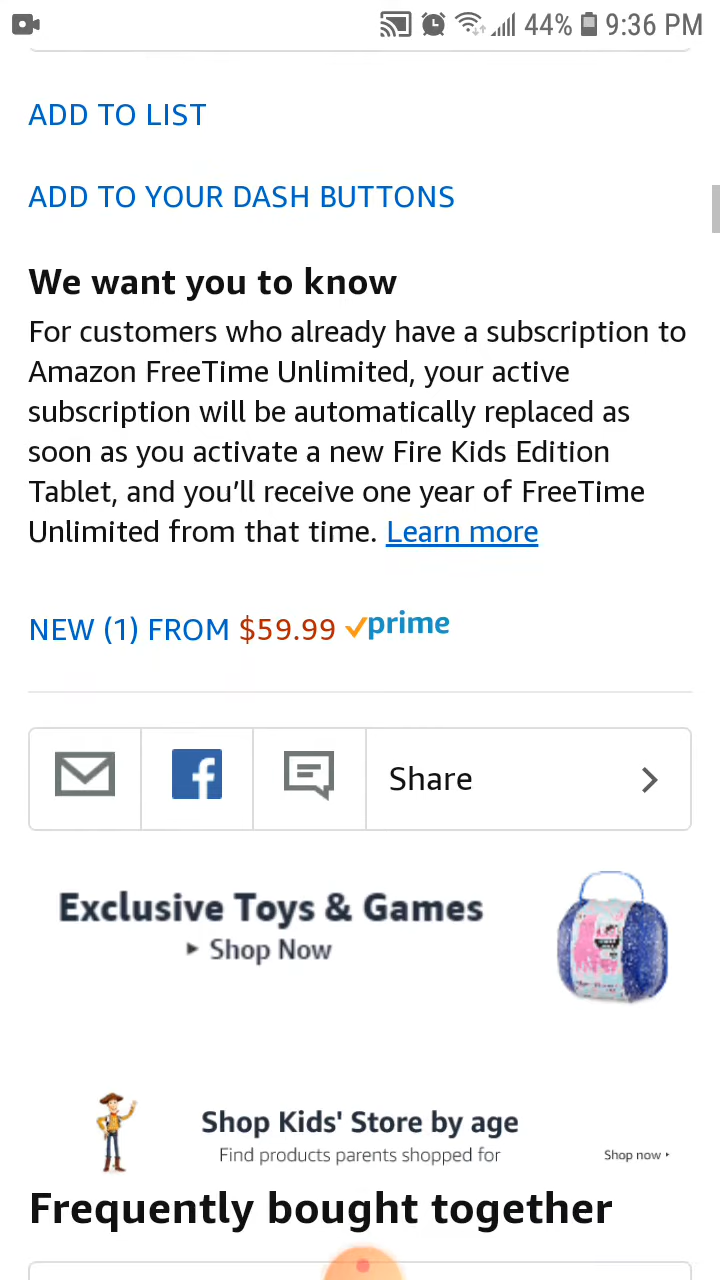 44% 9:36 PM
ADD TO LIST
ADD TO YOUR DASH BUTTONS
We want you to know
For customers who already have a subscription to
Amazon FreeTime Unlimited, your active
subscription will be automatically replaced as
soon as you activate a new Fire Kids Edition
Tablet, and you’ll receive one year of FreeTime
Unlimited from that time. Learn more
NEW (1) FROM $59.99 prime
Share
Exclusive Toys & Games
Shop Now
Shop Kids' Store by age
Find products parents shopped for
Shop now
Frequently bought together